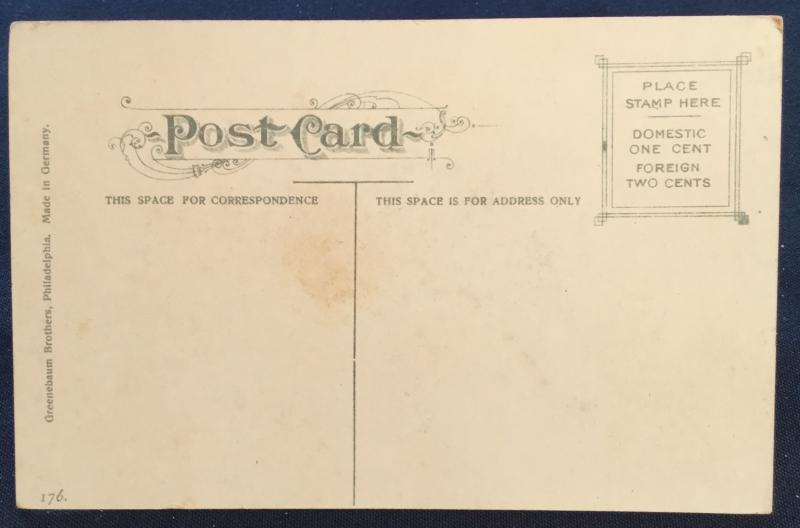 Post Card
PLACE
STAMP HERE
DOMESTIC
ONE CENT
FOREIGN
TWO CENTS
THIS SPACE FOR CORRESPONDENCE
THIS SPACE IS FOR ADDRESS ONLY
Greenebaum Brothers, Philadelphia. Made in Germany.
176.